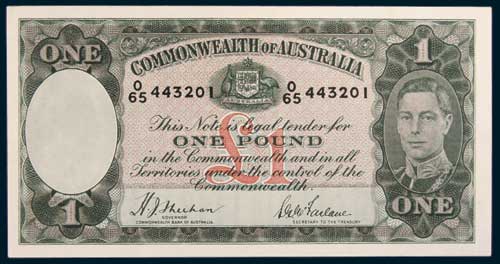 ONE
COMMONWEALTH OF AUSTRALIA
1
AUSTRALIA
O/65 443201
O/65 443201
£1
This Note is legal tender for
ONE POUND
in the Commonwealth and in all
Territories under the control of the
Commonwealth.
H.J. Sheehan
GOVERNOR
COMMONWEALTH BANK OF AUSTRALIA
SECRETARY TO THE TREASURY
1
ONE